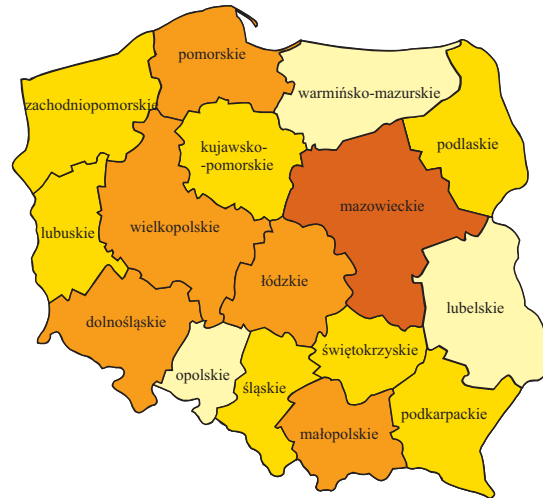 pomorskie
warmińsko-mazurskie
zachodniopomorskie
kujawsko-
-pomorskie
podlaskie
mazowieckie
wielkopolskie
lubuskie
łódzkie
lubelskie
dolnośląskie
świętokrzyskie
opolskie
śląskie
podkarpackie
małopolskie